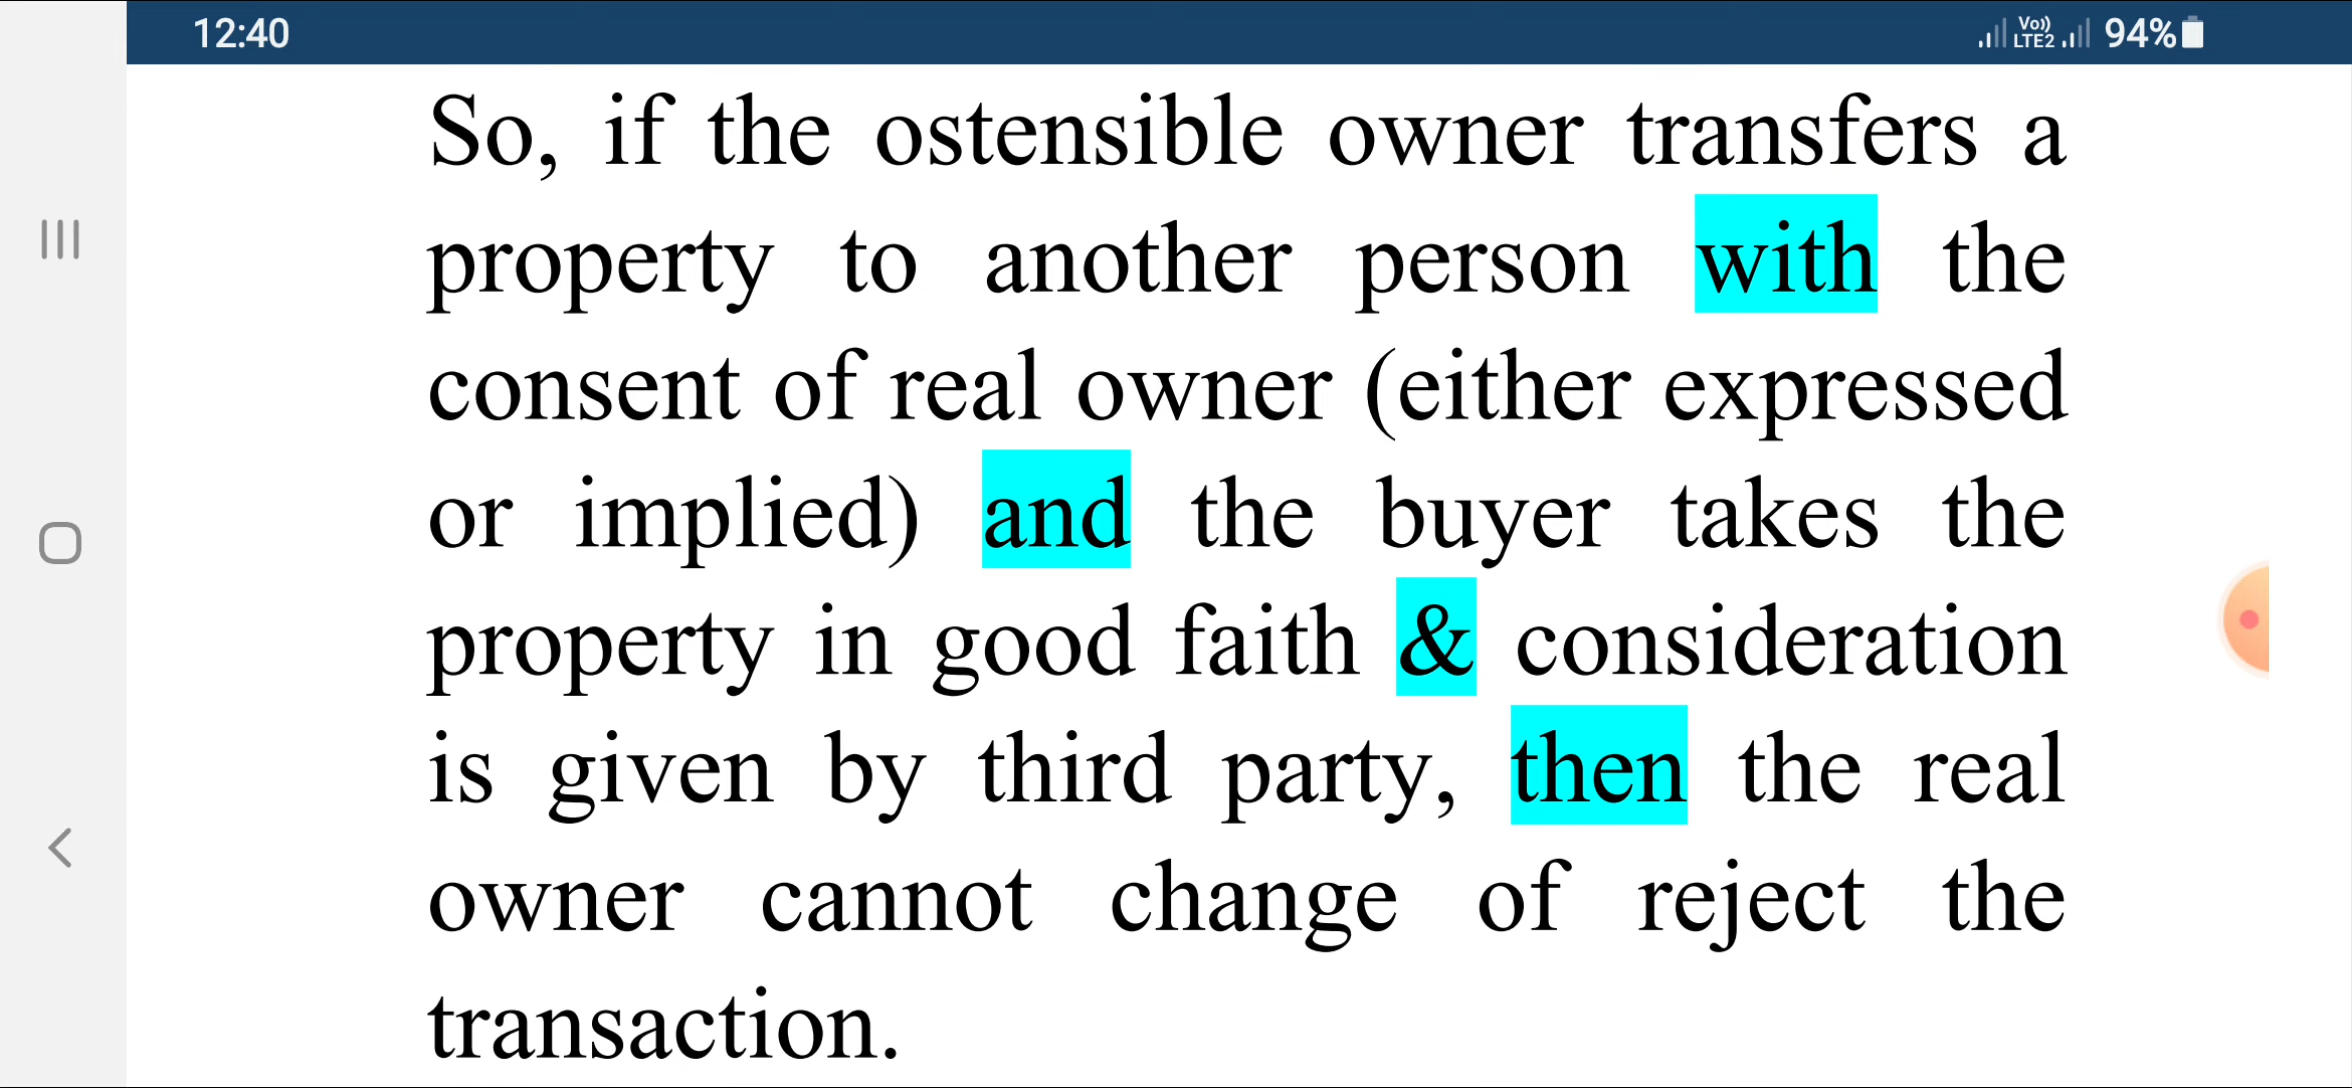 12:40
Vo)) LTE2 94%
So, if the ostensible owner transfers a
property to another person with the
consent of real owner (either expressed
or implied) and the buyer takes the
property in good faith & consideration
is given by third party, then the real
owner cannot change of reject the
transaction.